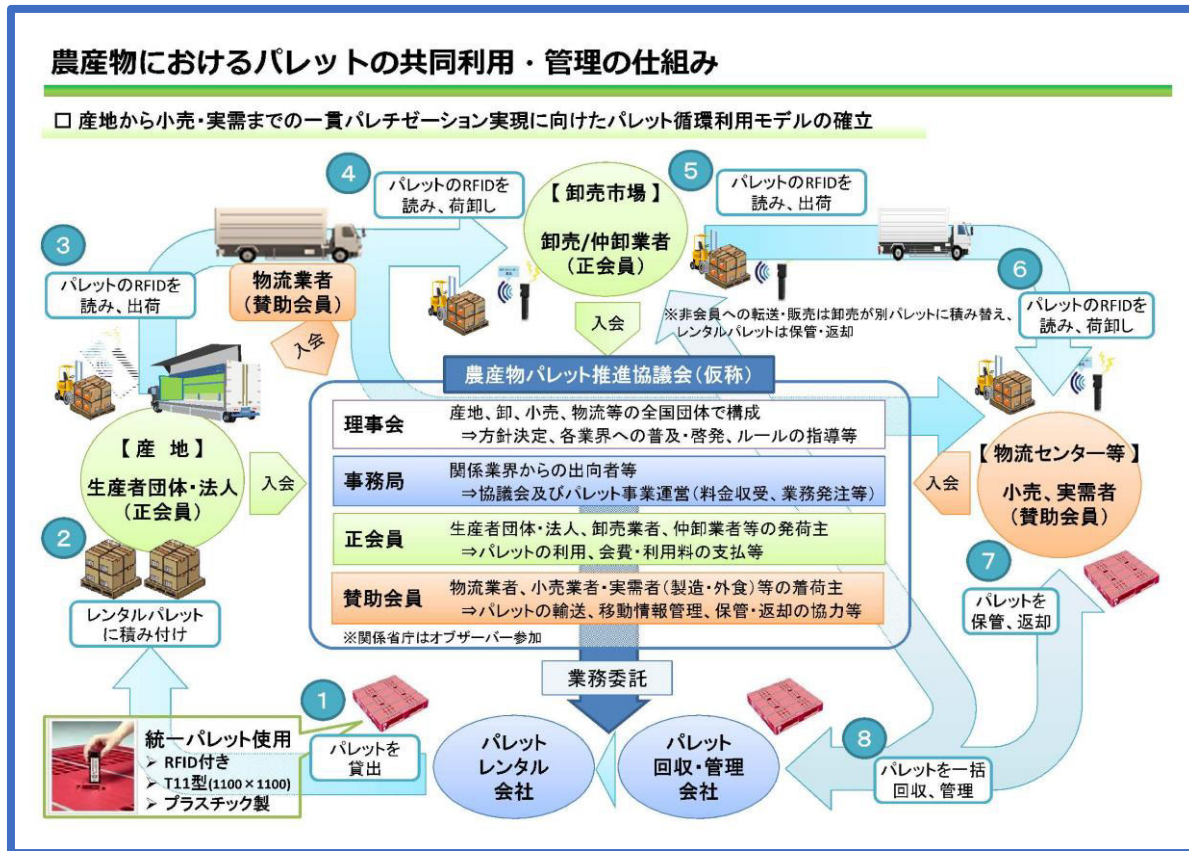 農産物におけるパレットの共同利用・管理の仕組み
□ 産地から小売・実需までの一貫パレチゼーション実現に向けたパレット循環利用モデルの確立
4
パレットのRFIDを
読み、荷卸し
【 卸売市場 】
卸売/仲卸業者
(正会員)
5
パレットのRFIDを
読み、出荷
3
パレットのRFIDを
読み、出荷
物流業者
(賛助会員)
入会
入会
※非会員への転送・販売は卸売が別パレットに積み替え、
レンタルパレットは保管・返却
6
パレットのRFIDを
読み、荷卸し
【 産 地 】
生産者団体・法人
(正会員)
入会
農産物パレット推進協議会(仮称)
理事会
産地、卸、小売、物流等の全国団体で構成
⇒方針決定、各業界への普及・啓発、ルールの指導等
事務局
関係業界からの出向者等
⇒協議会及びパレット事業運営(料金収受、業務発注等)
正会員
生産者団体・法人、卸売業者、仲卸業者等の発荷主
⇒パレットの利用、会費・利用料の支払等
賛助会員
物流業者、小売業者・実需者(製造・外食)等の着荷主
⇒パレットの輸送、移動情報管理、保管・返却の協力等
※関係省庁はオブザーバー参加
入会
【 物流センター等 】
小売、実需者
(賛助会員)
2
レンタルパレット
に積み付け
7
パレットを
保管、返却
業務委託
1
パレットを
貸出
統一パレット使用
➢ RFID付き
➢ T11型(1100×1100)
➢ プラスチック製
パレット
レンタル
会社
パレット
回収・管理
会社
8
パレットを一括
回収、管理